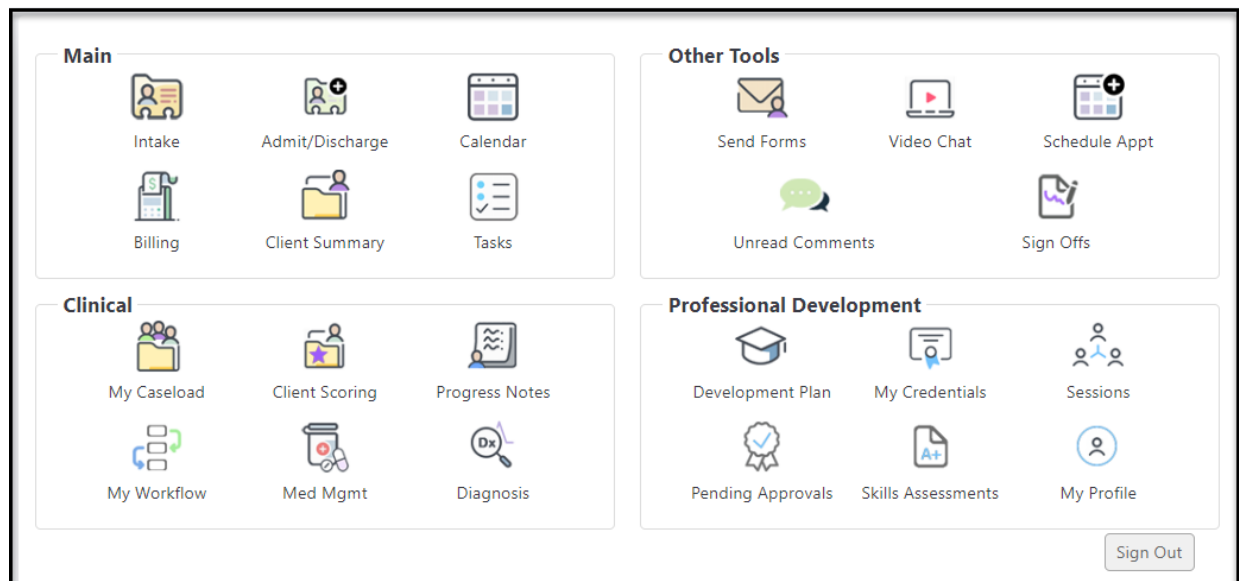 Main
Intake
Admit/Discharge
Calendar
$
Billing
Client Summary
Tasks
Other Tools
Send Forms
Video Chat
Schedule Appt
Unread Comments
Sign Offs
Clinical
My Caseload
Client Scoring
Progress Notes
My Workflow
Med Mgmt
Dx
Diagnosis
Professional Development
Development Plan
My Credentials
Sessions
Pending Approvals
A+
Skills Assessments
My Profile
Sign Out